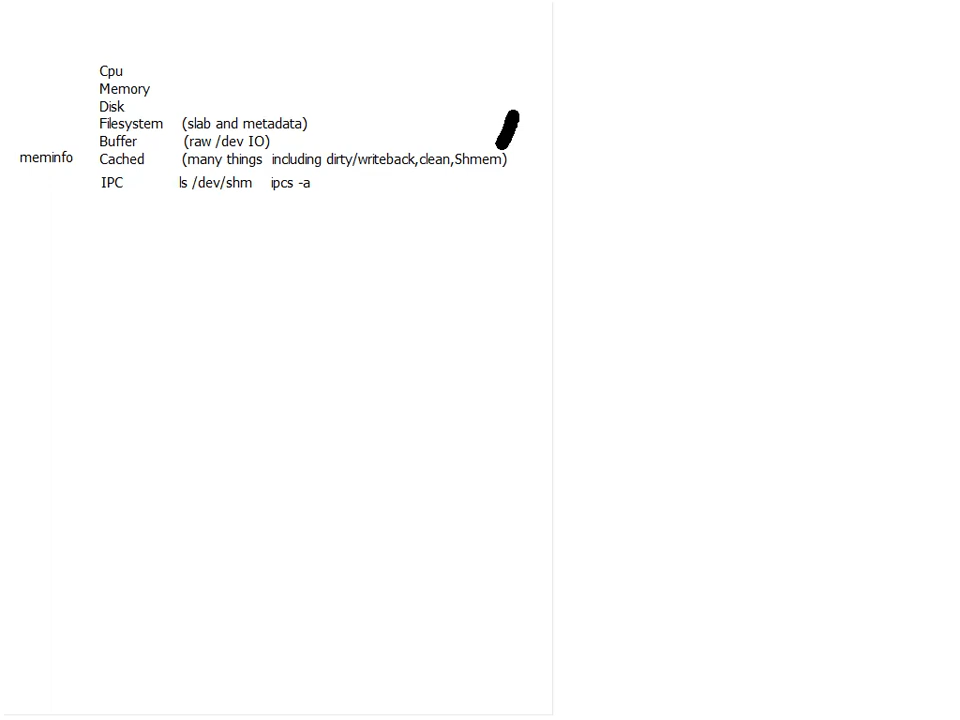 Cpu
Memory
Disk
Filesystem (slab and metadata)
Buffer (raw /dev IO)
meminfo Cached (many things including dirty/writeback,clean,Shmem)
IPC ls /dev/shm ipcs -a